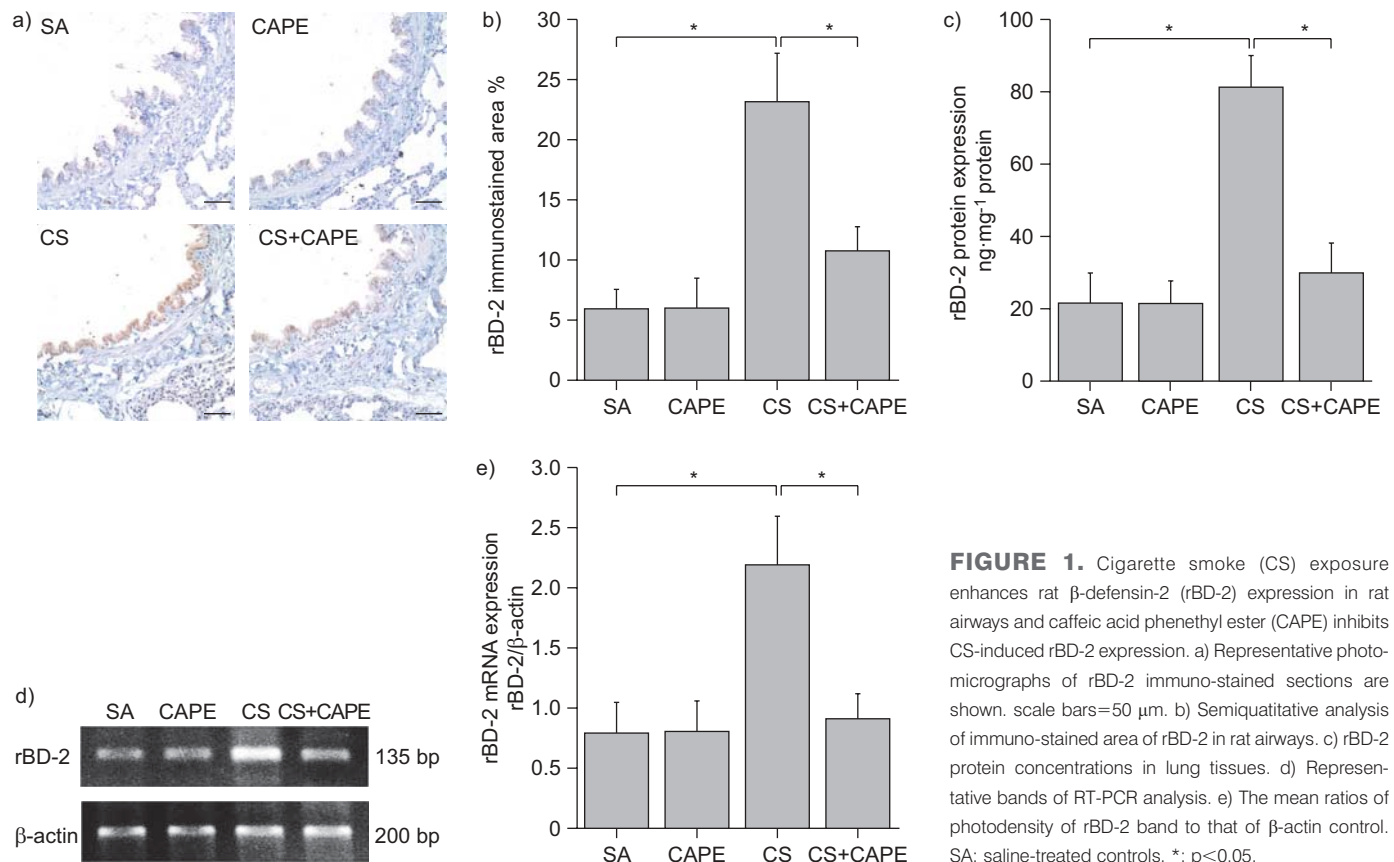 a)
SA
CAPE
CS
CS+CAPE
b)
rBD-2 immunostained area %
30
25
20
15
10
5
0
*
*
SA
CAPE
CS
CS+CAPE
c)
rBD-2 protein expression
ng·mg⁻¹ protein
100
80
60
40
20
0
*
*
SA
CAPE
CS
CS+CAPE
d)
SA
CAPE
CS
CS+CAPE
rBD-2
135 bp
β-actin
200 bp
e)
rBD-2 mRNA expression
rBD-2/β-actin
3.0
2.5
2.0
1.5
1.0
0.5
0
*
*
SA
CAPE
CS
CS+CAPE
FIGURE 1. Cigarette smoke (CS) exposure
enhances rat β-defensin-2 (rBD-2) expression in rat
airways and caffeic acid phenethyl ester (CAPE) inhibits
CS-induced rBD-2 expression. a) Representative photo-
micrographs of rBD-2 immuno-stained sections are
shown. scale bars=50 μm. b) Semiquatitative analysis
of immuno-stained area of rBD-2 in rat airways. c) rBD-2
protein concentrations in lung tissues. d) Represen-
tative bands of RT-PCR analysis. e) The mean ratios of
photodensity of rBD-2 band to that of β-actin control.
SA: saline-treated controls. *: p<0.05.